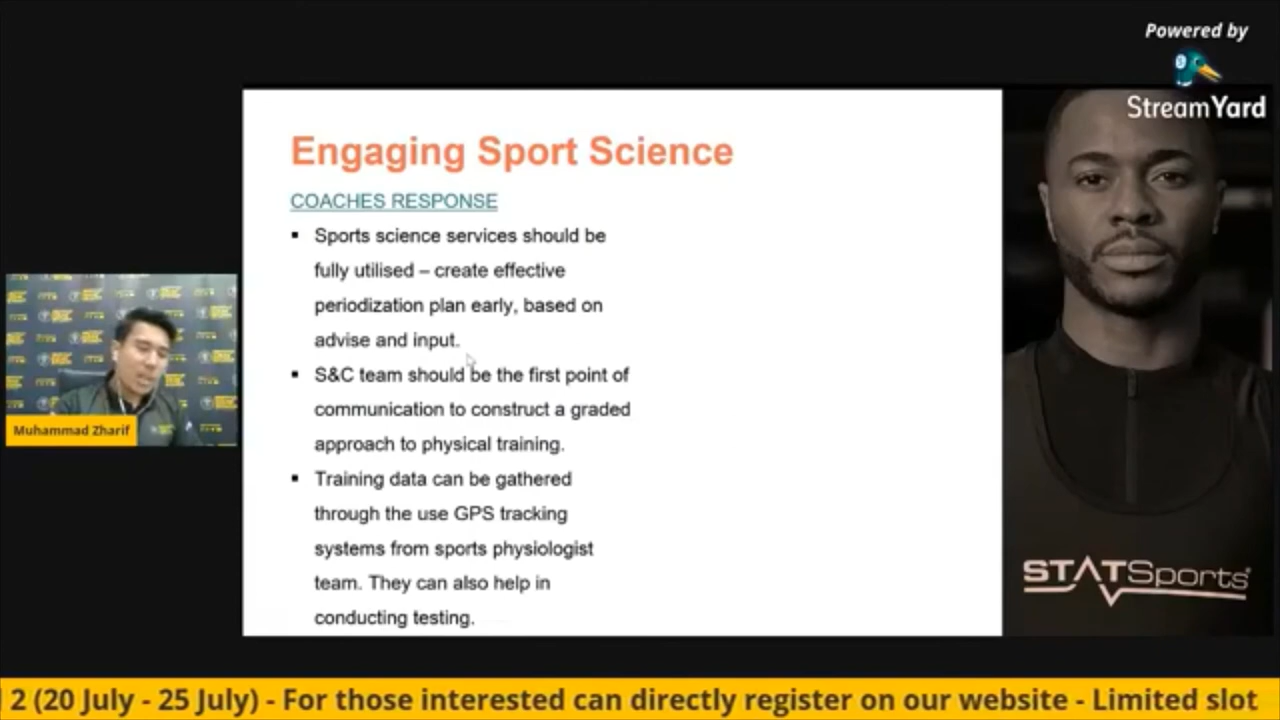 Powered by
StreamYard
Engaging Sport Science
COACHES RESPONSE
▪ Sports science services should be
fully utilised – create effective
periodization plan early, based on
advise and input.
▪ S&C team should be the first point of
communication to construct a graded
approach to physical training.
▪ Training data can be gathered
through the use GPS tracking
systems from sports physiologist
team. They can also help in
conducting testing.
Muhammad Zharif
STATSports
2 (20 July - 25 July) - For those interested can directly register on our website - Limited slot